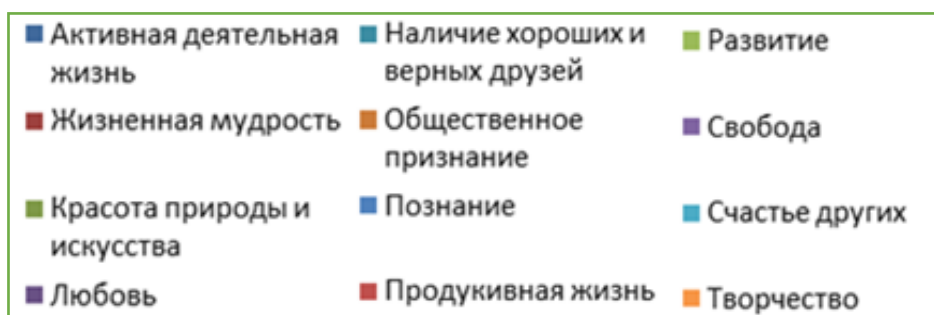 Активная деятельная
жизнь
Жизненная мудрость
Красота природы и
искусства
Любовь
Наличие хороших и
верных друзей
Общественное
признание
Познание
Продукивная жизнь
Развитие
Свобода
Счастье других
Творчество